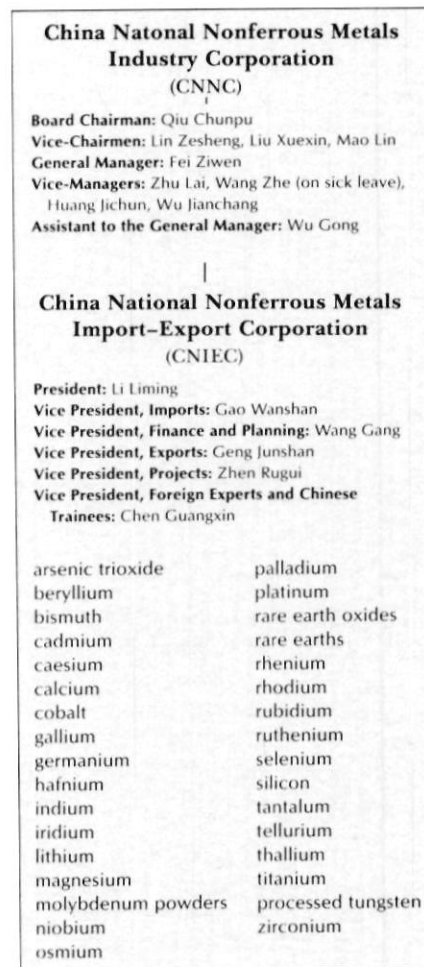 China Natonal Nonferrous Metals
Industry Corporation
(CNNC)
Board Chairman: Qiu Chunpu
Vice-Chairmen: Lin Zesheng, Liu Xuexin, Mao Lin
General Manager: Fei Ziwen
Vice-Managers: Zhu Lai, Wang Zhe (on sick leave),
Huang Jichun, Wu Jianchang
Assistant to the General Manager: Wu Gong
China National Nonferrous Metals
Import–Export Corporation
(CNIEC)
President: Li Liming
Vice President, Imports: Gao Wanshan
Vice President, Finance and Planning: Wang Gang
Vice President, Exports: Geng Junshan
Vice President, Projects: Zhen Rugui
Vice President, Foreign Experts and Chinese
Trainees: Chen Guangxin
arsenic trioxide
beryllium
bismuth
cadmium
caesium
calcium
cobalt
gallium
germanium
hafnium
indium
iridium
lithium
magnesium
molybdenum powders
niobium
osmium
palladium
platinum
rare earth oxides
rare earths
rhenium
rhodium
rubidium
ruthenium
selenium
silicon
tantalum
tellurium
thallium
titanium
processed tungsten
zirconium